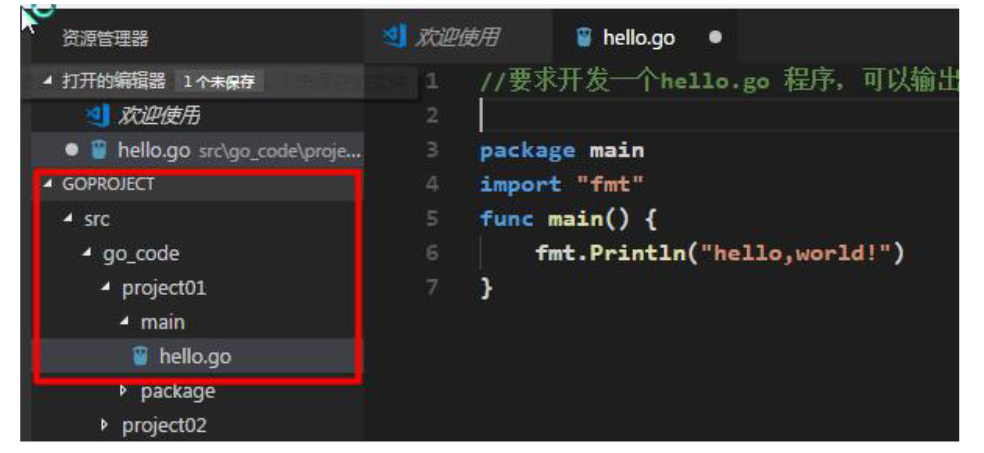 资源管理器
打开的编辑器 1个未保存
欢迎使用
hello.go src\go_code\proje...
GOPROJECT
src
go_code
project01
main
hello.go
package
project02
欢迎使用 hello.go
1 //要求开发一个hello.go 程序, 可以输出
2
3 package main
4 import "fmt"
5 func main() {
6 fmt.Println("hello,world!")
7 }